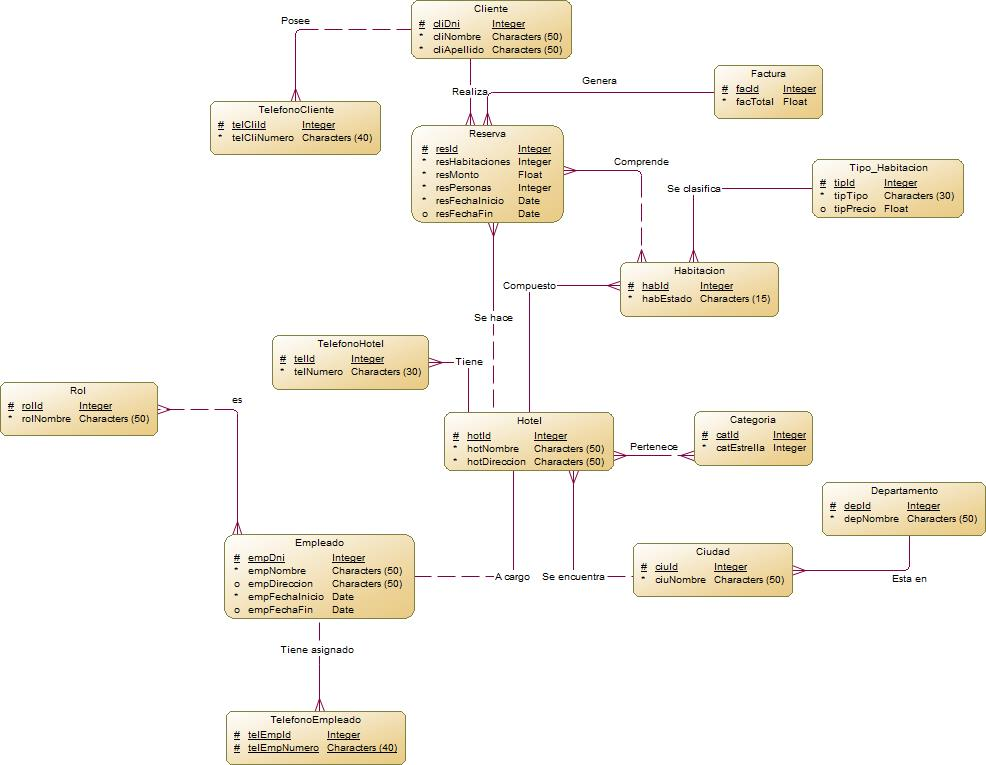 Cliente
# cliDni Integer
* cliNombre Characters (50)
* cliApellido Characters (50)
Posee
TelefonoCliente
# telCliId Integer
* telCliNumero Characters (40)
Realiza
Genera
Factura
# facId Integer
* facTotal Float
Reserva
# resId Integer
* resHabitaciones Integer
* resMonto Float
* resPersonas Integer
* resFechaInicio Date
o resFechaFin Date
Comprende
Se clasifica
Tipo_Habitacion
# tipId Integer
* tipTipo Characters (30)
o tipPrecio Float
Habitacion
# habId Integer
* habEstado Characters (15)
Compuesto
Se hace
TelefonoHotel
# telId Integer
* telNumero Characters (30)
Tiene
Rol
# rolId Integer
* rolNombre Characters (50)
es
Hotel
# hotId Integer
* hotNombre Characters (50)
* hotDireccion Characters (50)
Pertenece
Categoria
# catId Integer
* catEstrella Integer
Departamento
# depId Integer
* depNombre Characters (50)
Empleado
# empDni Integer
* empNombre Characters (50)
o empDireccion Characters (50)
* empFechaInicio Date
o empFechaFin Date
A cargo
Se encuentra
Ciudad
# ciuId Integer
* ciuNombre Characters (50)
Esta en
Tiene asignado
TelefonoEmpleado
# telEmpId Integer
# telEmpNumero Characters (40)